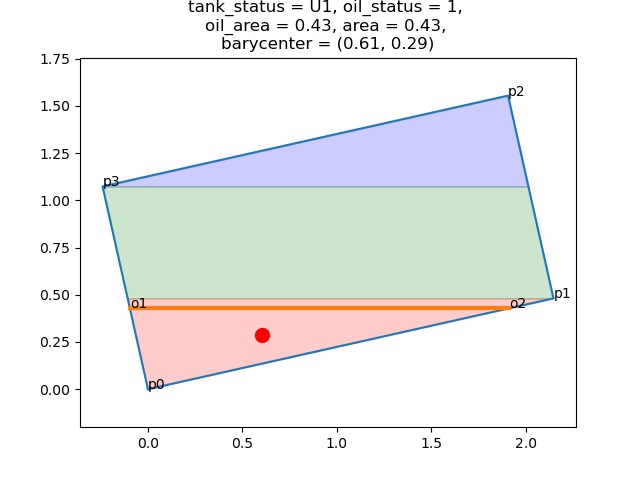 tank_status = U1, oil_status = 1,
oil_area = 0.43, area = 0.43,
barycenter = (0.61, 0.29)
1.75
1.50
1.25
1.00
0.75
0.50
0.25
0.00
p2
p3
p1
o1
o2
p0
0.0
0.5
1.0
1.5
2.0